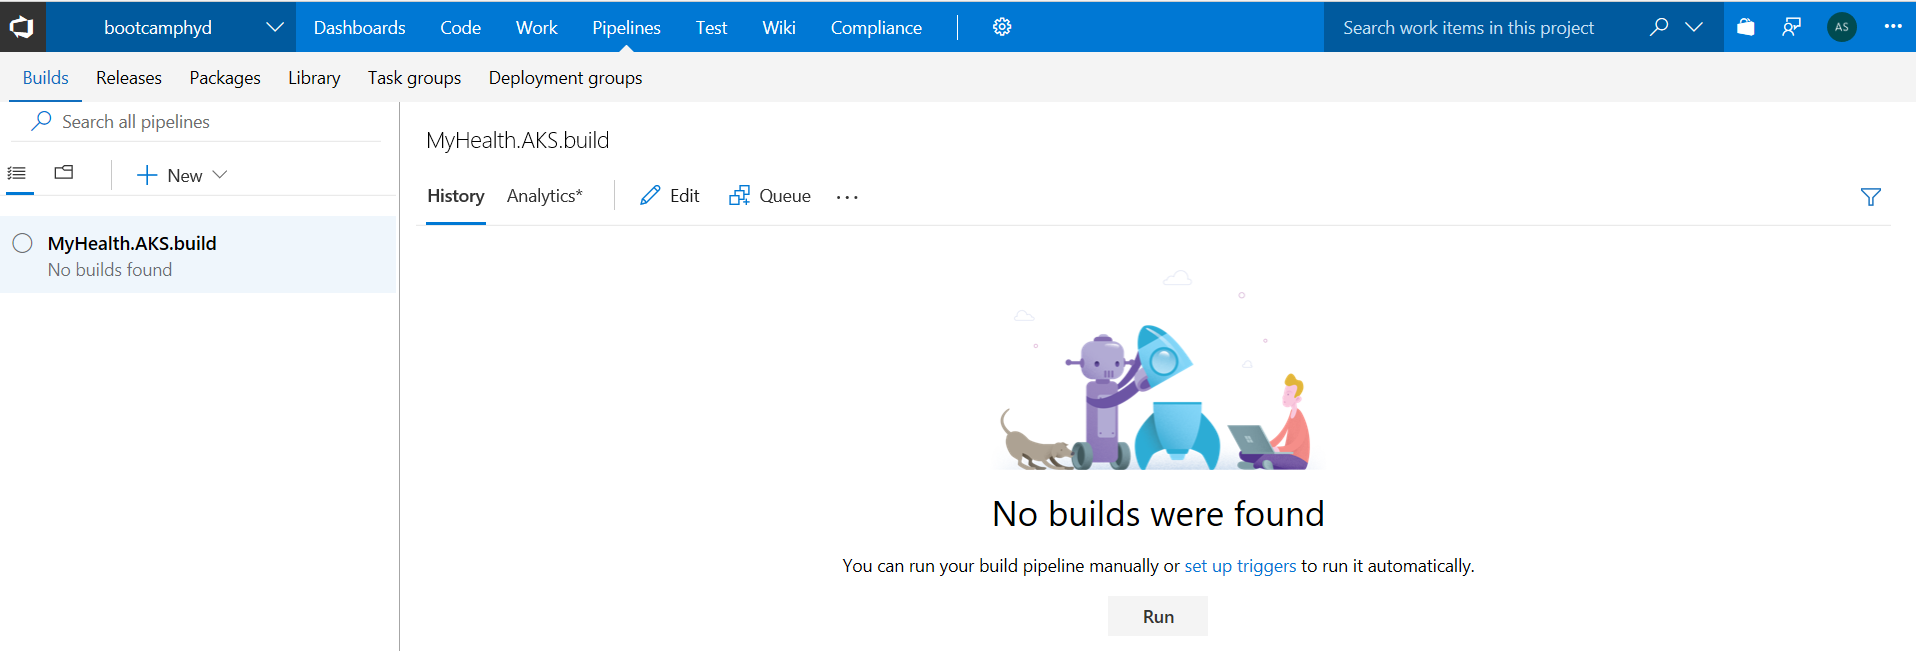 bootcamphyd Dashboards Code Work Pipelines Test Wiki Compliance Search work items in this project AS
Builds Releases Packages Library Task groups Deployment groups
Search all pipelines
New
MyHealth.AKS.build
No builds found
MyHealth.AKS.build
History Analytics* Edit Queue ...
No builds were found
You can run your build pipeline manually or set up triggers to run it automatically.
Run